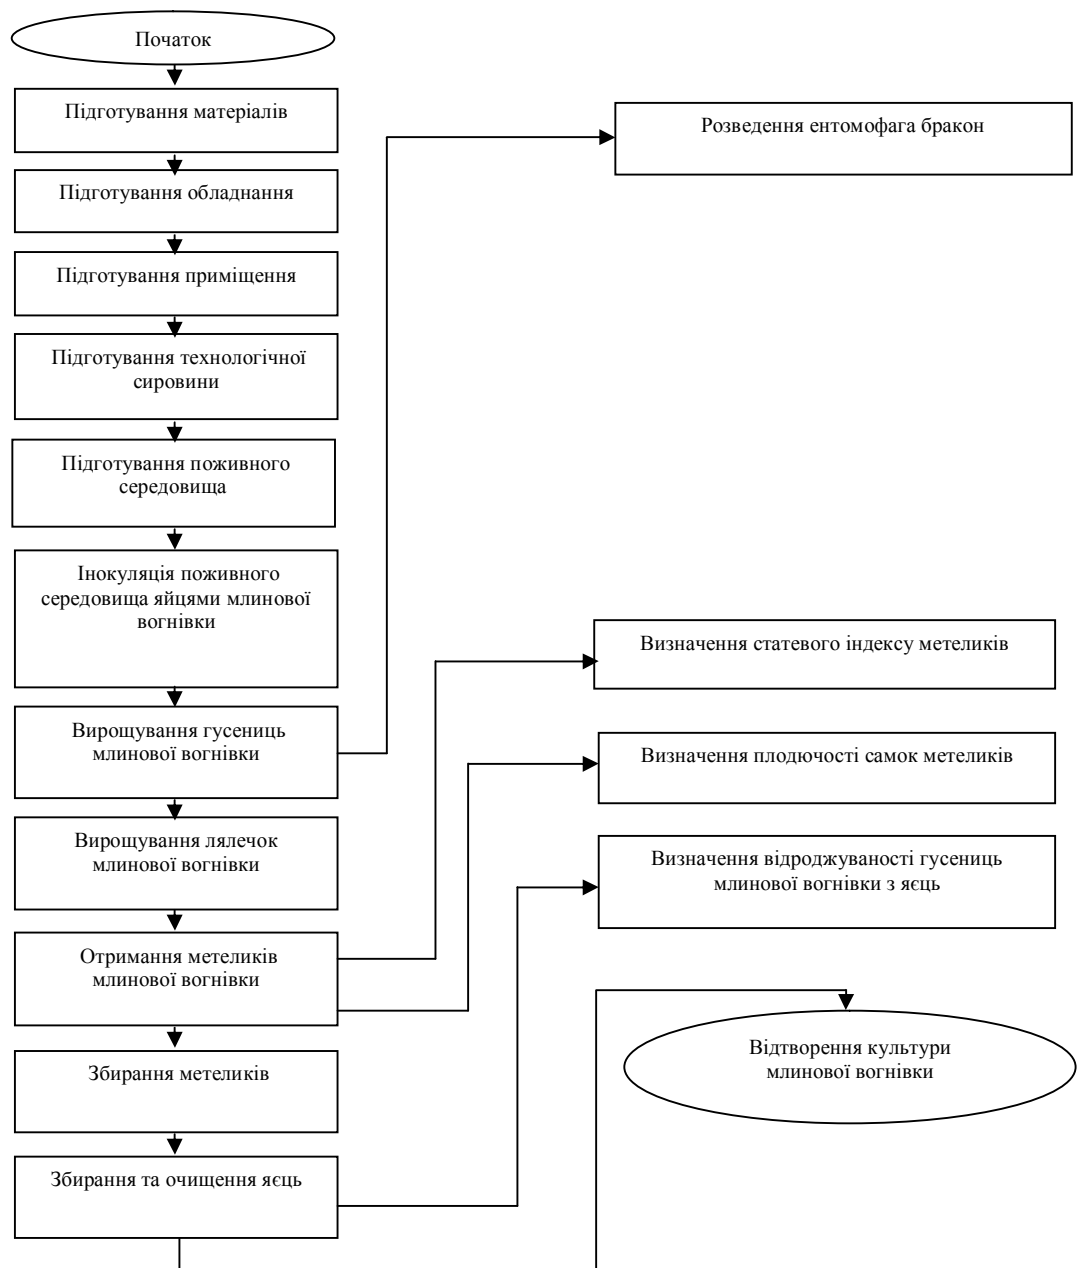 Початок
Підготування матеріалів
Підготування обладнання
Підготування приміщення
Підготування технологічної
сировини
Підготування поживного
середовища
Інокуляція поживного
середовища яйцями млинової
вогнівки
Вирощування гусениць
млинової вогнівки
Вирощування лялечок
млинової вогнівки
Отримання метеликів
млинової вогнівки
Збирання метеликів
Збирання та очищення яєць
Розведення ентомофага бракон
Визначення статевого індексу метеликів
Визначення плодючості самок метеликів
Визначення відроджуваності гусениць
млинової вогнівки з яєць
Відтворення культури
млинової вогнівки